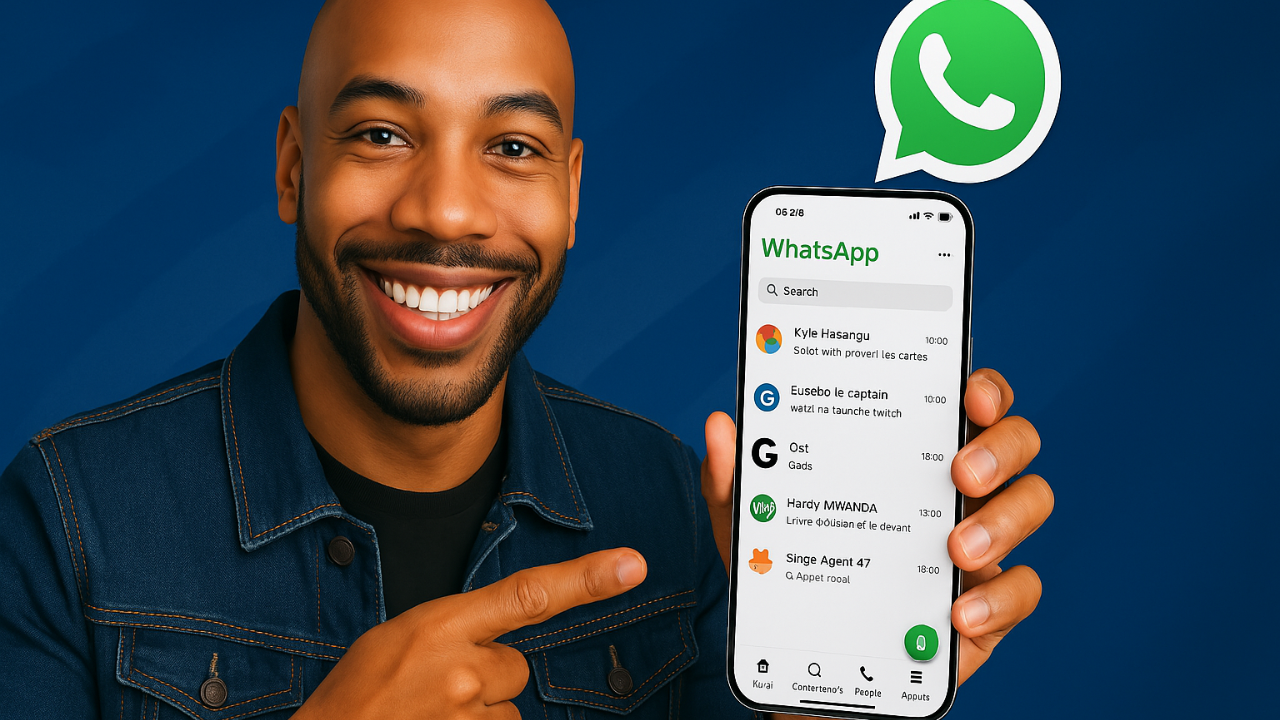 06 2/8
WhatsApp
Search
Kyle Hasangu 10:00
Solot with proverl les cartes
Eusebo le captain 10:00
watzl na taunche twitch
G
Ost 18:00
G
Gads
Hardy MWANDA 13:00
Lrivre ef le devant
Singe Agent 47 18:00
G Appet rooal
Kurai Conterteno's People Apputs